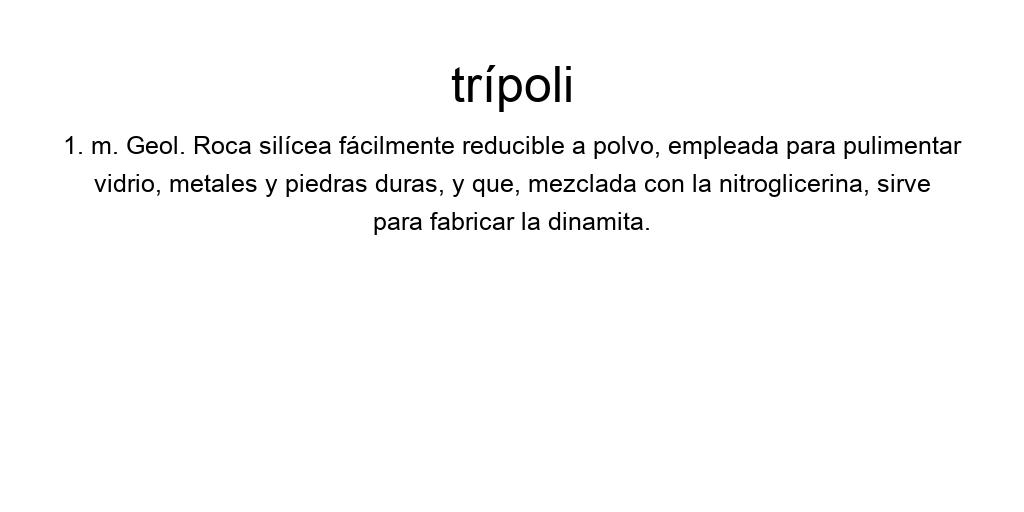 trípoli
1. m. Geol. Roca silícea fácilmente reducible a polvo, empleada para pulimentar
vidrio, metales y piedras duras, y que, mezclada con la nitroglicerina, sirve
para fabricar la dinamita.